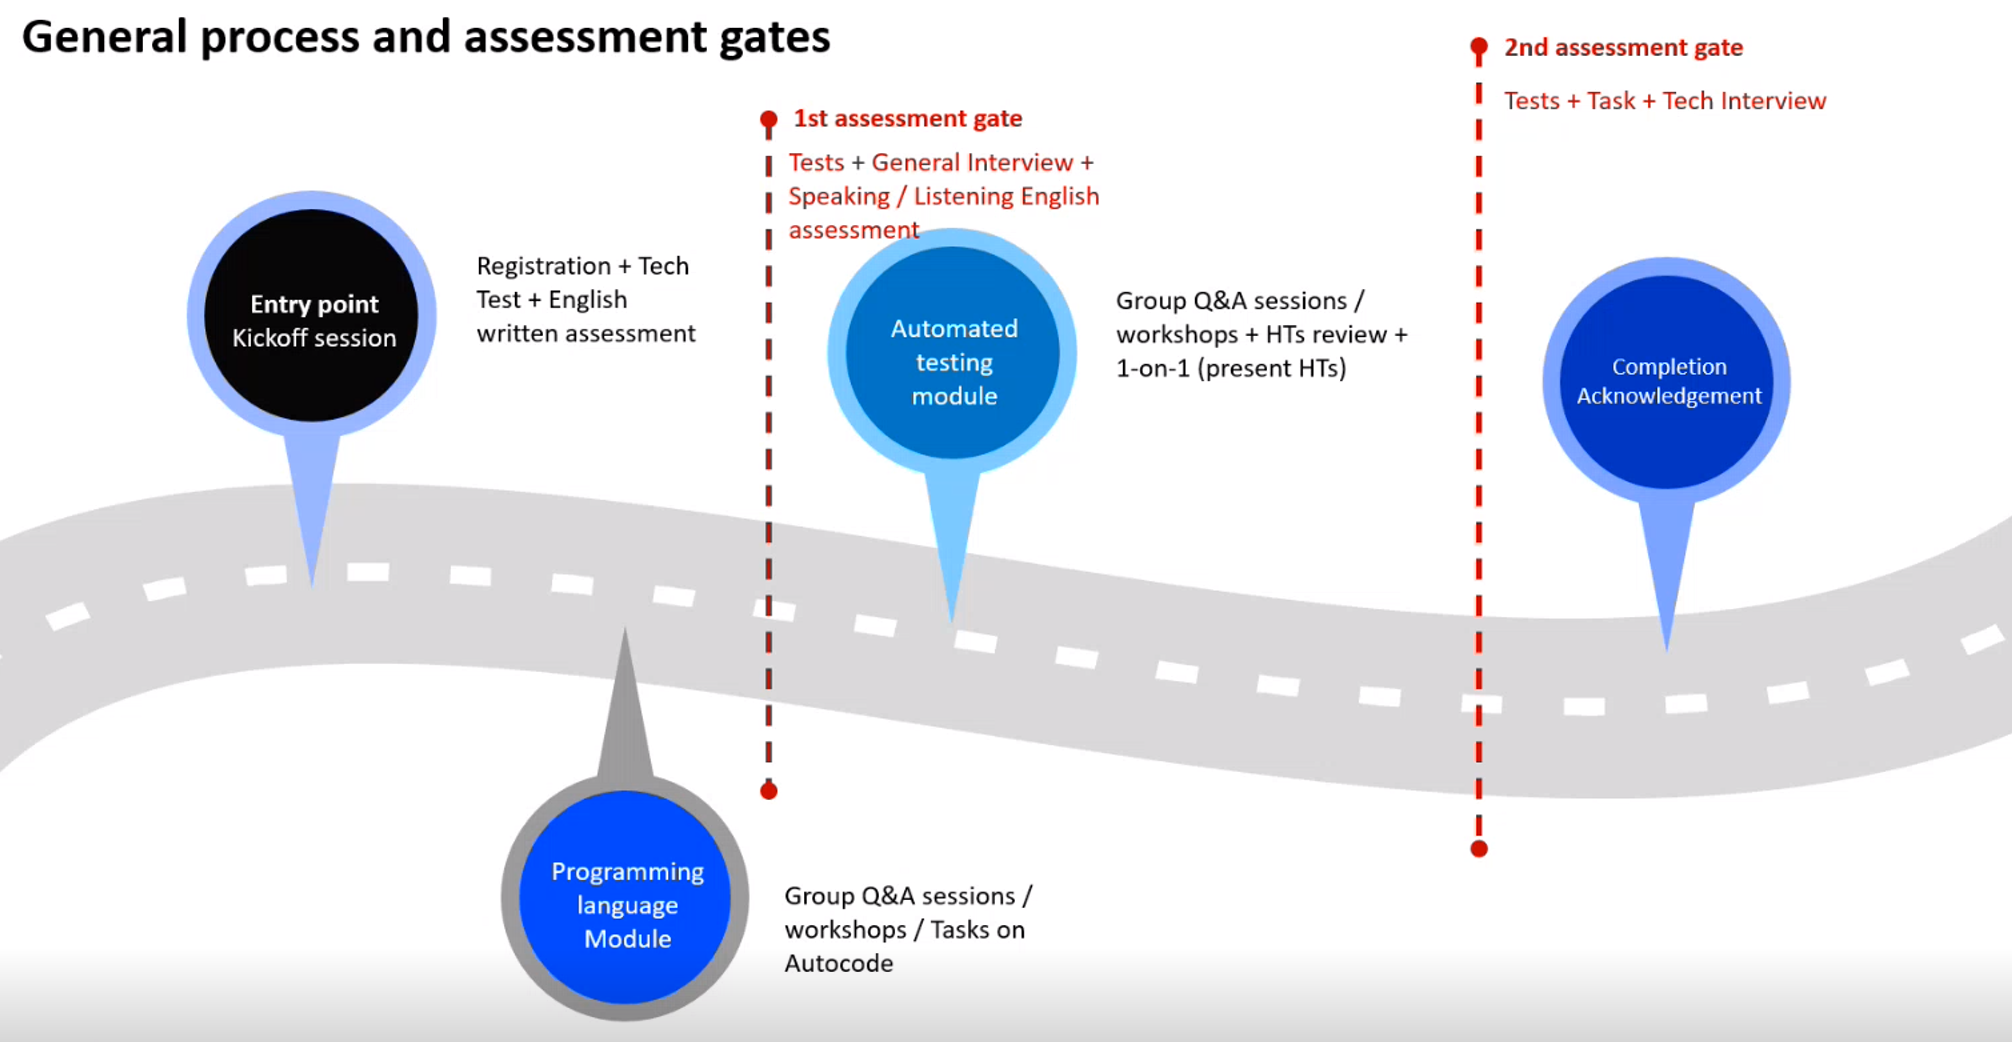 General process and assessment gates
2nd assessment gate
Tests + Task + Tech Interview
1st assessment gate
Tests + General Interview +
Speaking / Listening English
assessment
Entry point
Kickoff session
Registration + Tech
Test + English
written assessment
Automated
testing
module
Group Q&A sessions /
workshops + HTs review +
1-on-1 (present HTs)
Completion
Acknowledgement
Programming
language
Module
Group Q&A sessions /
workshops / Tasks on
Autocode